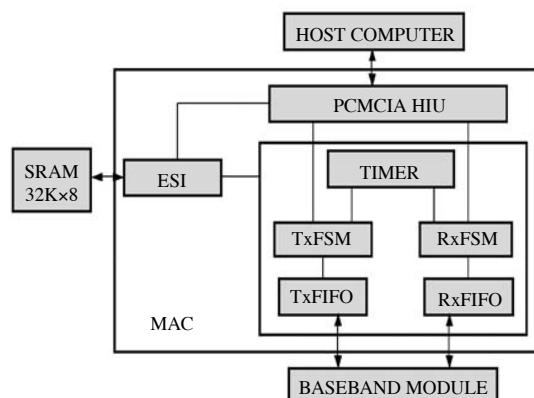 HOST COMPUTER
PCMCIA HIU
SRAM
32K×8
ESI
TIMER
TxFSM
RxFSM
TxFIFO
RxFIFO
MAC
BASEBAND MODULE